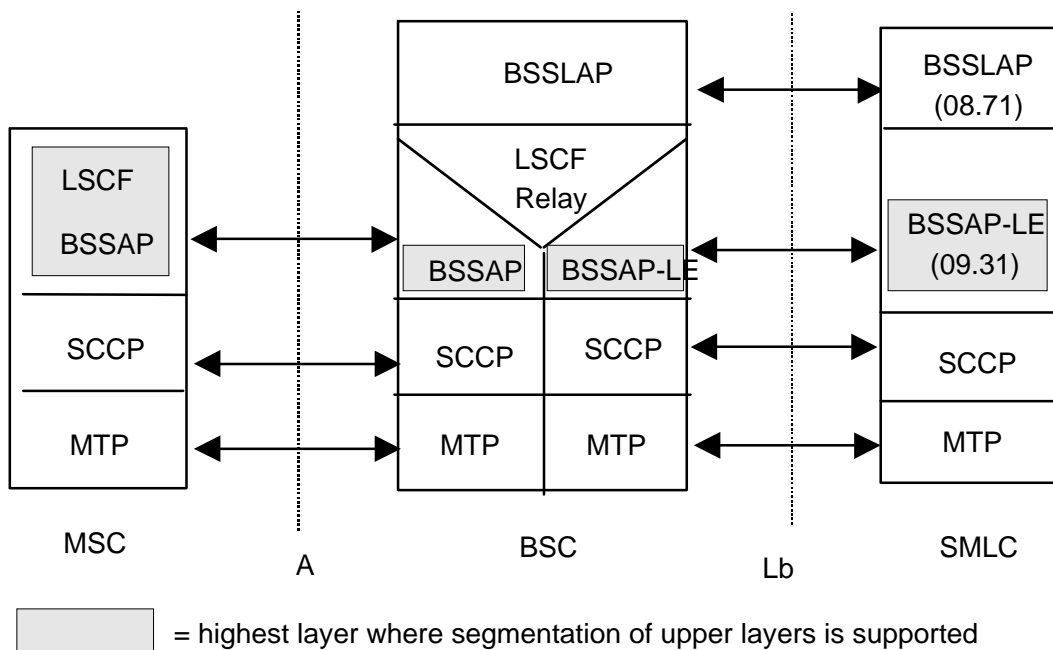 BSSLAP
BSSLAP
(08.71)
LSCF
Relay
LSCF
BSSAP
BSSAP
BSSAP-LE
BSSAP-LE
(09.31)
SCCP
SCCP
SCCP
SCCP
MTP
MTP
MTP
MTP
MSC
A
BSC
Lb
SMLC
= highest layer where segmentation of upper layers is supported